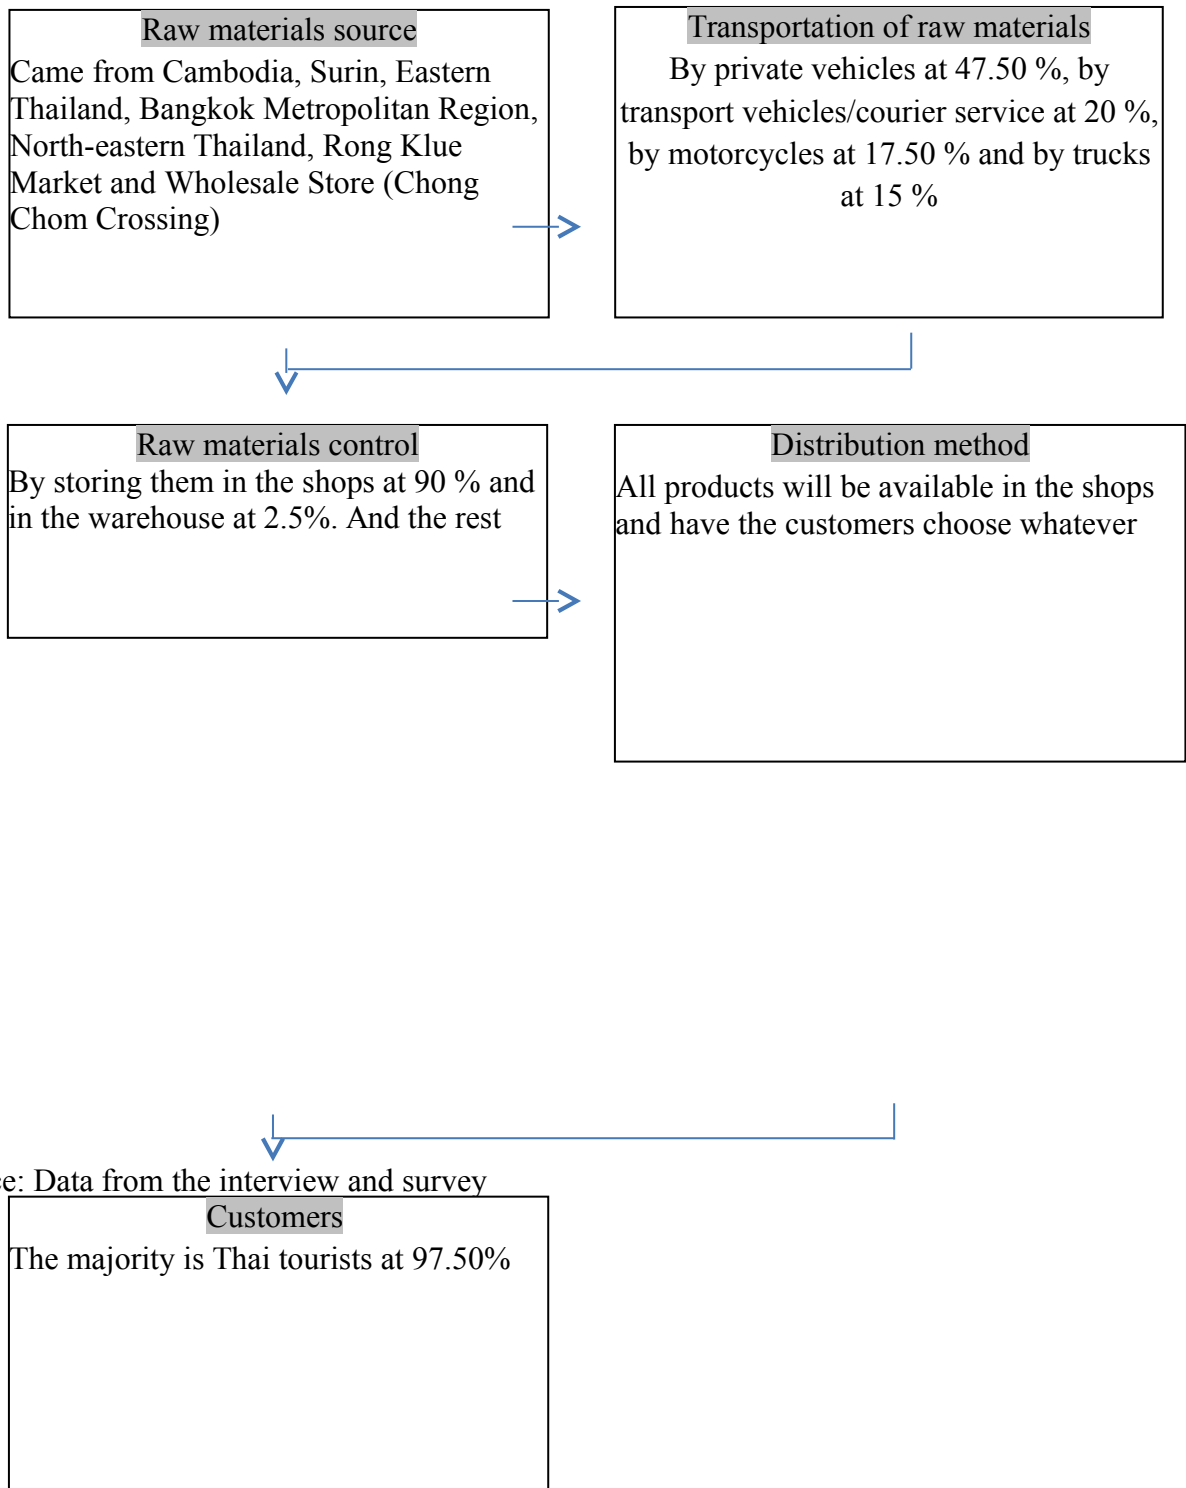 Raw materials source
Came from Cambodia, Surin, Eastern
Thailand, Bangkok Metropolitan Region,
North-eastern Thailand, Rong Klue
Market and Wholesale Store (Chong
Chom Crossing)
Transportation of raw materials
By private vehicles at 47.50 %, by
transport vehicles/courier service at 20 %,
by motorcycles at 17.50 % and by trucks
at 15 %
Raw materials control
By storing them in the shops at 90 % and
in the warehouse at 2.5%. And the rest
Distribution method
All products will be available in the shops
and have the customers choose whatever
Data from the interview and survey
Customers
The majority is Thai tourists at 97.50%